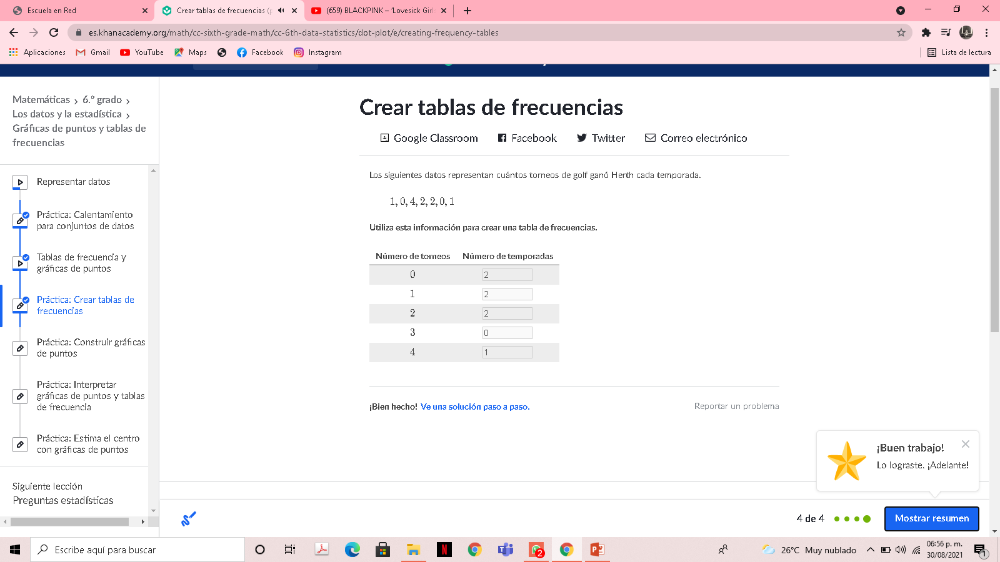 Escuela en Red
Crear tablas de frecuencias (p
(659) BLACKPINK – 'Lovesick Girl
es.khanacademy.org/math/cc-sixth-grade-math/cc-6th-data-statistics/dot-plot/e/creating-frequency-tables
Aplicaciones
Gmail
YouTube
Maps
Facebook
Instagram
Lista de lectura
Matemáticas > 6.º grado >
Los datos y la estadística >
Gráficas de puntos y tablas de
frecuencias
Representar datos
Práctica: Calentamiento
para conjuntos de datos
Tablas de frecuencia y
gráficas de puntos
Práctica: Crear tablas de
frecuencias
Práctica: Construir gráficas
de puntos
Práctica: Interpretar
gráficas de puntos y tablas
de frecuencia
Práctica: Estima el centro
con gráficas de puntos
Siguiente lección
Preguntas estadísticas
Crear tablas de frecuencias
Google Classroom
Facebook
Twitter
Correo electrónico
Los siguientes datos representan cuántos torneos de golf ganó Herth cada temporada.
1, 0, 4, 2, 2, 0, 1
Utiliza esta información para crear una tabla de frecuencias.
Número de torneos Número de temporadas
0 2
1 2
2 2
3 0
4 1
¡Bien hecho! Ve una solución paso a paso.
Reportar un problema
¡Buen trabajo!
Lo lograste. ¡Adelante!
4 de 4
Mostrar resumen
Escribe aquí para buscar
2
26°C Muy nublado
06:56 p. m.
30/08/2021
1